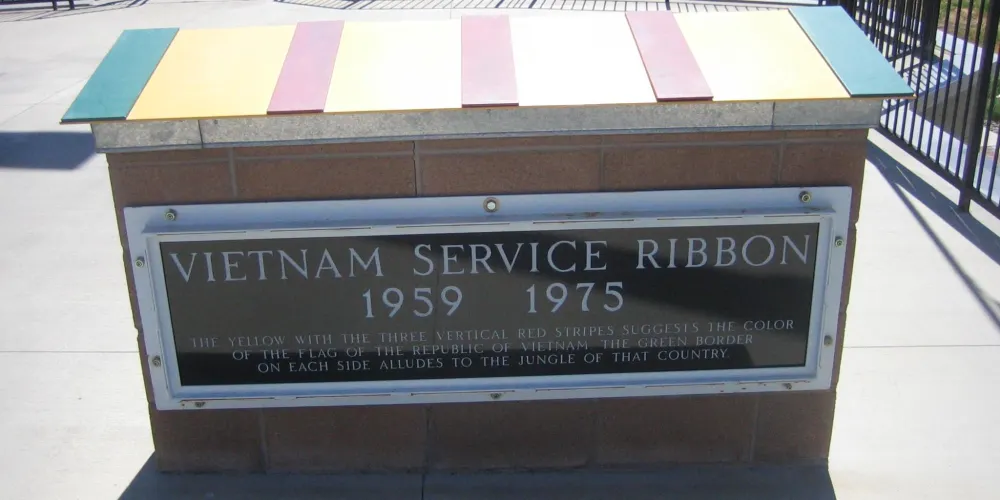 VIETNAM SERVICE RIBBON
1959 1975
THE YELLOW WITH THE THREE VERTICAL RED STRIPES SUGGESTS THE COLOR
OF THE FLAG OF THE REPUBLIC OF VIETNAM. THE GREEN BORDER
ON EACH SIDE ALLUDES TO THE JUNGLE OF THAT COUNTRY.